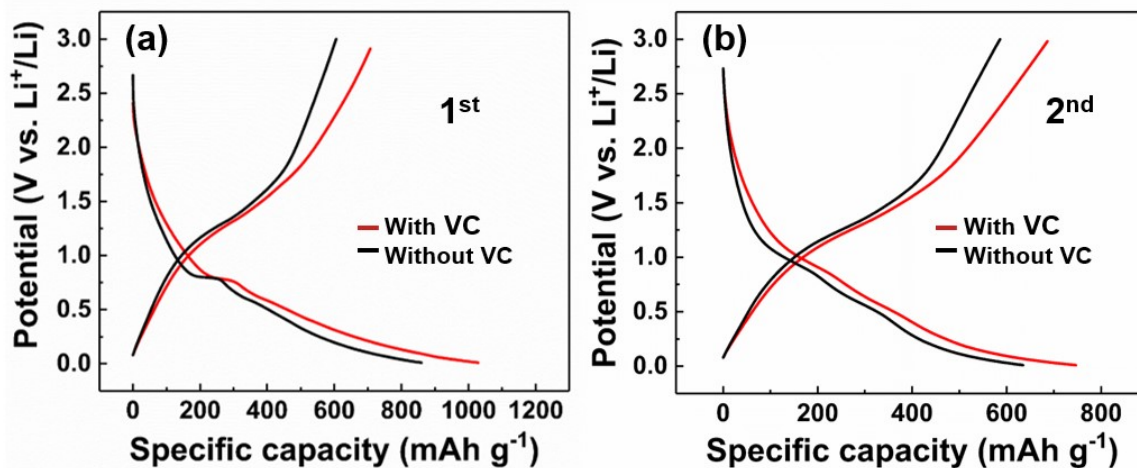 (a)
1st
With VC
Without VC
Potential (V vs. Li+/Li)
3.0
2.5
2.0
1.5
1.0
0.5
0.0
0 200 400 600 800 1000 1200
Specific capacity (mAh g-1)
(b)
2nd
With VC
Without VC
Potential (V vs. Li+/Li)
3.0
2.5
2.0
1.5
1.0
0.5
0.0
0 200 400 600 800
Specific capacity (mAh g-1)